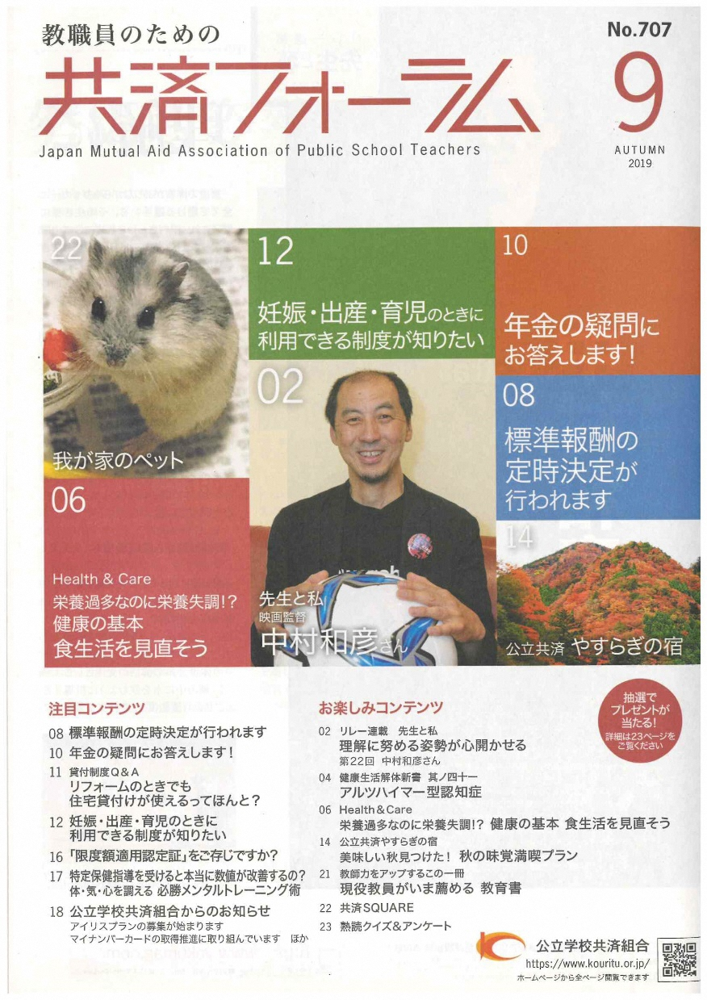 教職員のための
No.707
共済フォーラム
9
Japan Mutual Aid Association of Public School Teachers
AUTUMN
2019
22
我が家のペット
12
妊娠・出産・育児のときに
利用できる制度が知りたい
10
年金の疑問に
お答えします!
02
先生と私
映画監督
中村和彦さん
08
標準報酬の
定時決定が
行われます
06
Health & Care
栄養過多なのに栄養失調!?
健康の基本
食生活を見直そう
14
公立共済 やすらぎの宿
注目コンテンツ
08 標準報酬の定時決定が行われます
10 年金の疑問にお答えします!
11 貸付制度Q&A
リフォームのときでも
住宅貸付けが使えるってほんと?
12 妊娠・出産・育児のときに
利用できる制度が知りたい
16 「限度額適用認定証」をご存じですか?
17 特定保健指導を受けると本当に数値が改善するの?
体・気・心を調える 必勝メンタルトレーニング術
18 公立学校共済組合からのお知らせ
アイリスプランの募集が始まります
マイナンバーカードの取得推進に取り組んでいます ほか
お楽しみコンテンツ
02 リレー連載 先生と私
理解に努める姿勢が心開かせる
第22回 中村和彦さん
04 健康生活解体新書 其ノ四十一
アルツハイマー型認知症
06 Health&Care
栄養過多なのに栄養失調!? 健康の基本 食生活を見直そう
14 公立共済やすらぎの宿
美味しい秋見つけた! 秋の味覚満喫プラン
21 教師力をアップするこの一冊
現役教員がいま薦める 教育書
22 共済SQUARE
23 熟読クイズ&アンケート
抽選で
プレゼントが
当たる!
詳細は23ページを
ご覧ください
公立学校共済組合
https://www.kouritu.or.jp/
ホームページから全ページ閲覧できます